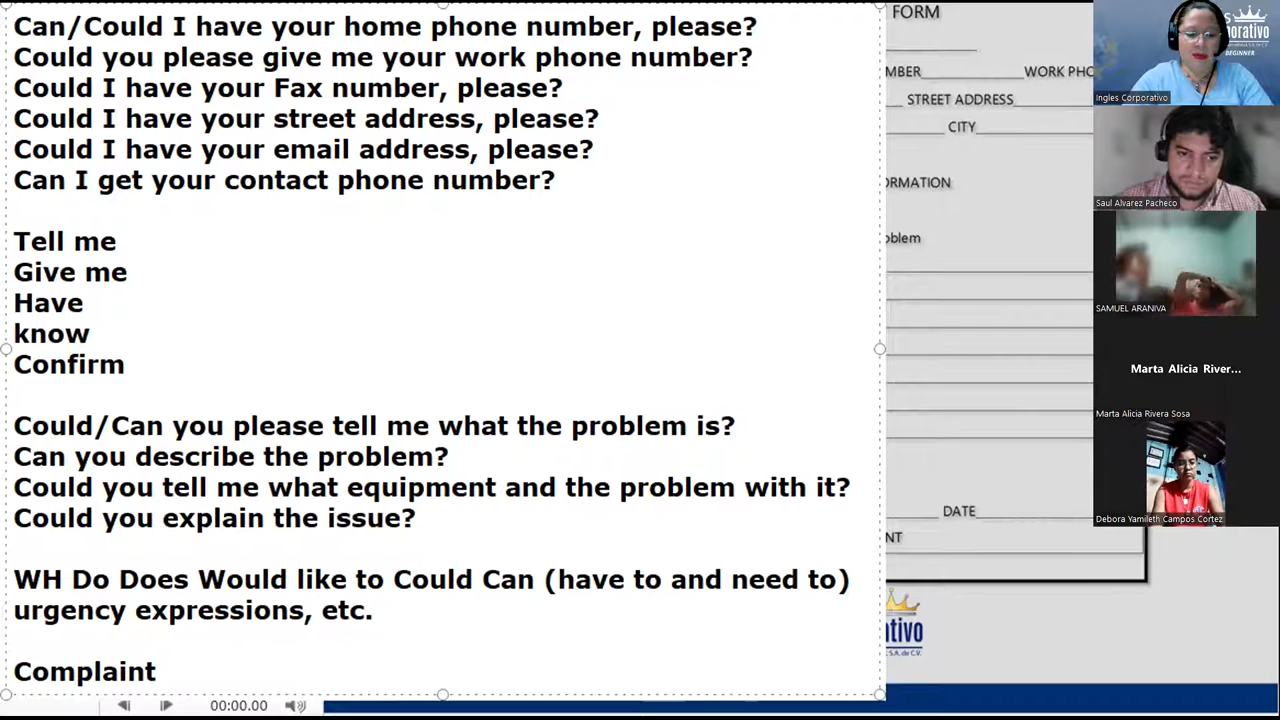 Can/Could I have your home phone number, please?
Could you please give me your work phone number?
Could I have your Fax number, please?
Could I have your street address, please?
Could I have your email address, please?
Can I get your contact phone number?
Tell me
Give me
Have
know
Confirm
Could/Can you please tell me what the problem is?
Can you describe the problem?
Could you tell me what equipment and the problem with it?
Could you explain the issue?
WH Do Does Would like to Could Can (have to and need to)
urgency expressions, etc.
Complaint
00:00.00
FORM
MBER WORK PHO
STREET ADDRESS
CITY
ORMATION
oblem
DATE
NT
ativo
S.A. de C.V.
S
porativo
BEGINNER
Ingles Corporativo
Saul Alvarez Pacheco
SAMUEL ARANIVA
Marta Alicia River...
Marta Alicia Rivera Sosa
Debora Yamileth Campos Cortez